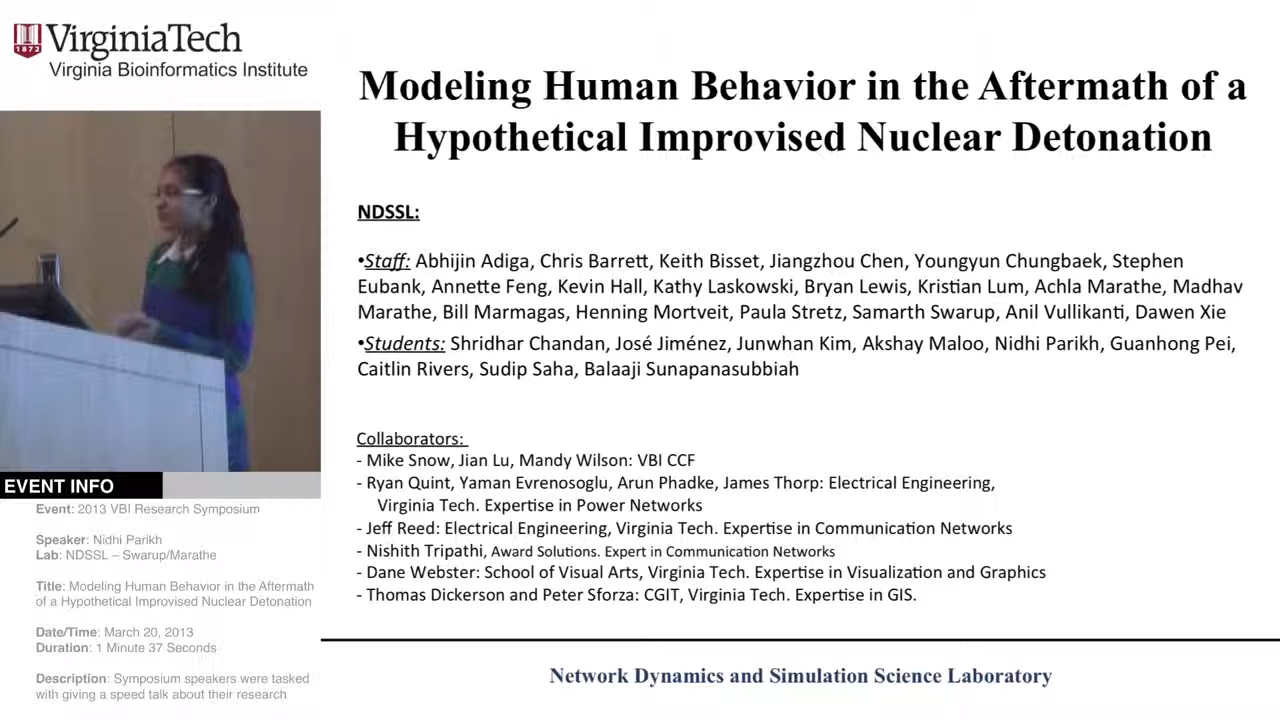 VirginiaTech
1872
Virginia Bioinformatics Institute
Modeling Human Behavior in the Aftermath of a
Hypothetical Improvised Nuclear Detonation
NDSSL:
•Staff: Abhijin Adiga, Chris Barrett, Keith Bisset, Jiangzhou Chen, Youngyun Chungbaek, Stephen
Eubank, Annette Feng, Kevin Hall, Kathy Laskowski, Bryan Lewis, Kristian Lum, Achla Marathe, Madhav
Marathe, Bill Marmagas, Henning Mortveit, Paula Stretz, Samarth Swarup, Anil Vullikanti, Dawen Xie
•Students: Shridhar Chandan, José Jiménez, Junwhan Kim, Akshay Maloo, Nidhi Parikh, Guanhong Pei,
Caitlin Rivers, Sudip Saha, Balaaji Sunapanasubbiah
Collaborators:
- Mike Snow, Jian Lu, Mandy Wilson: VBI CCF
- Ryan Quint, Yaman Evrenosoglu, Arun Phadke, James Thorp: Electrical Engineering,
Virginia Tech. Expertise in Power Networks
- Jeff Reed: Electrical Engineering, Virginia Tech. Expertise in Communication Networks
- Nishith Tripathi, Award Solutions. Expert in Communication Networks
- Dane Webster: School of Visual Arts, Virginia Tech. Expertise in Visualization and Graphics
- Thomas Dickerson and Peter Sforza: CGIT, Virginia Tech. Expertise in GIS.
Network Dynamics and Simulation Science Laboratory
EVENT INFO
Event: 2013 VBI Research Symposium
Speaker: Nidhi Parikh
Lab: NDSSL – Swarup/Marathe
Title: Modeling Human Behavior in the Aftermath
of a Hypothetical Improvised Nuclear Detonation
Date/Time: March 20, 2013
Duration: 1 Minute 37 Seconds
Description: Symposium speakers were tasked
with giving a speed talk about their research